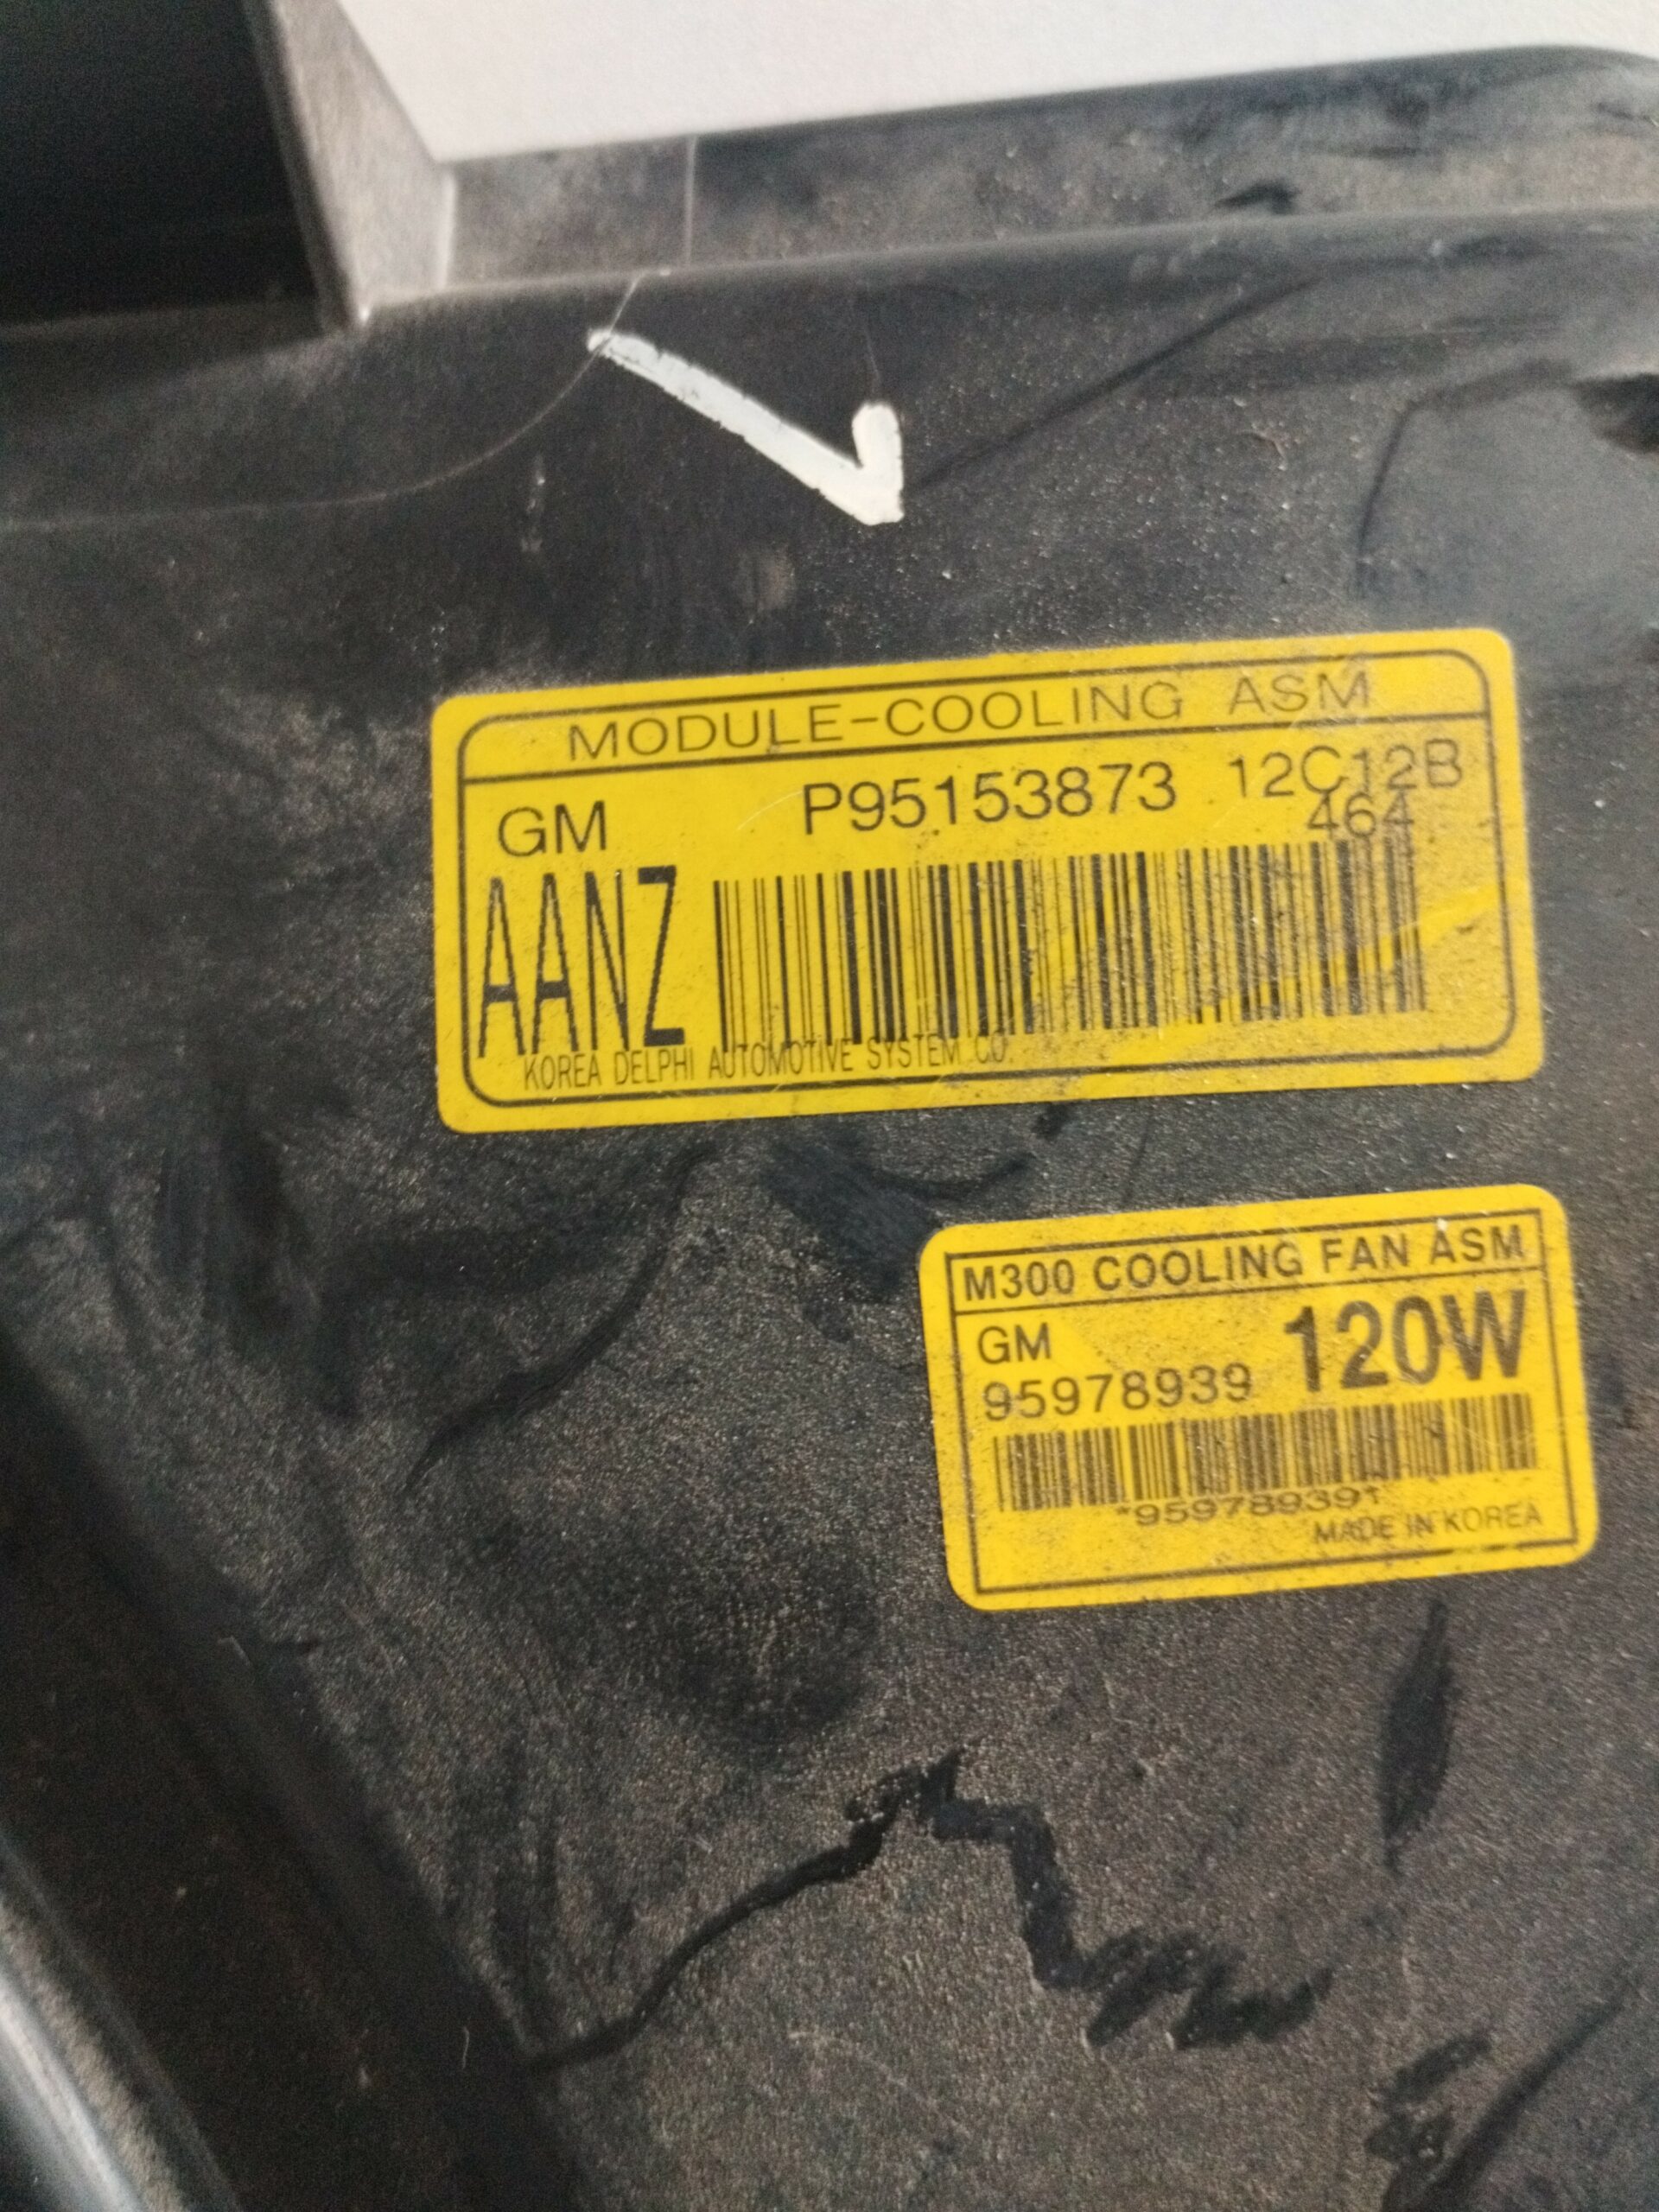 MODULE-COOLING ASM
GM P95153873 12C12B
464
AANZ
KOREA DELPHI AUTOMOTIVE SYSTEM CO.
M300 COOLING FAN ASM
GM 120W
95978939
*95978939*
MADE IN KOREA